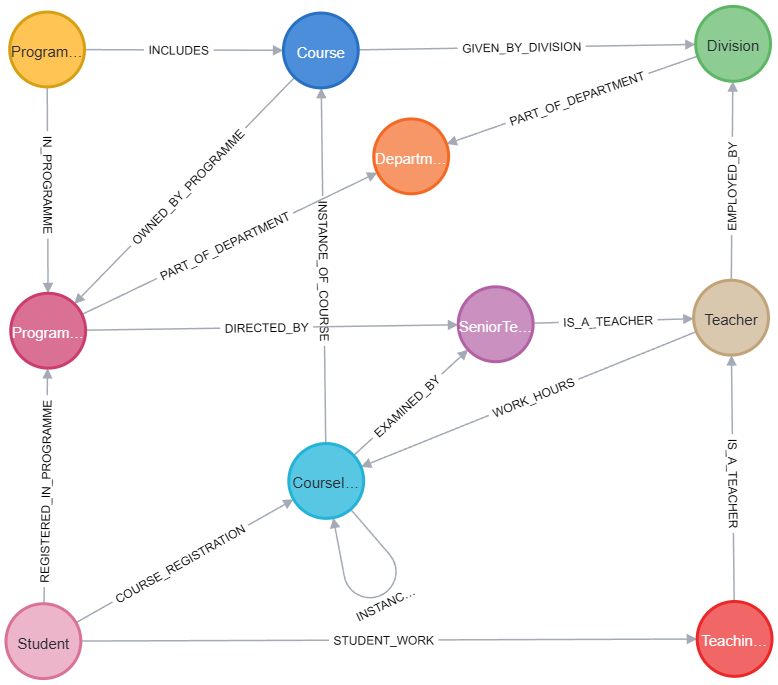 Program…
INCLUDES
Course
GIVEN_BY_DIVISION
Division
PART_OF_DEPARTMENT
Departm…
IN_PROGRAMME
OWNED_BY_PROGRAMME
PART_OF_DEPARTMENT
INSTANCE_OF_COURSE
EMPLOYED_BY
Program…
DIRECTED_BY
SeniorTe…
IS_A_TEACHER
Teacher
EXAMINED_BY
WORK_HOURS
CourseI…
REGISTERED_IN_PROGRAMME
COURSE_REGISTRATION
INSTANC…
IS_A_TEACHER
Student
STUDENT_WORK
Teachin…